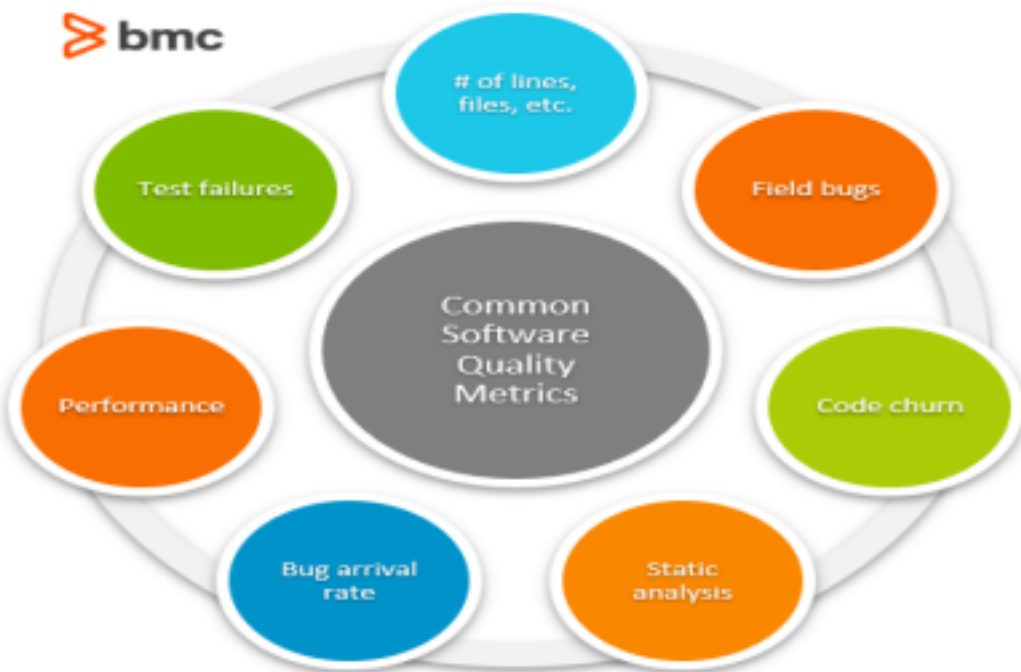 bmc
# of lines,
files, etc.
Test failures
Field bugs
Common
Software
Quality
Metrics
Performance
Code churn
Bug arrival
rate
Static
analysis